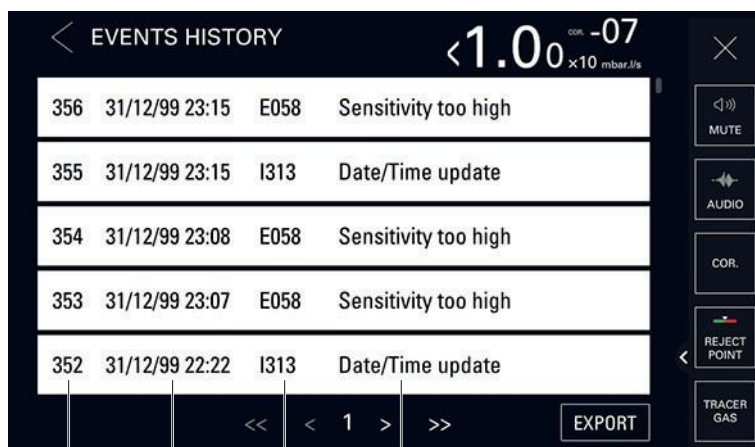 EVENTS HISTORY
<1.00 COR. x10 -07 mbar.l/s
356 31/12/99 23:15 E058 Sensitivity too high
355 31/12/99 23:15 I313 Date/Time update
354 31/12/99 23:08 E058 Sensitivity too high
353 31/12/99 23:07 E058 Sensitivity too high
352 31/12/99 22:22 I313 Date/Time update
<< < 1 > >>
EXPORT
MUTE
AUDIO
COR.
REJECT
POINT
TRACER
GAS